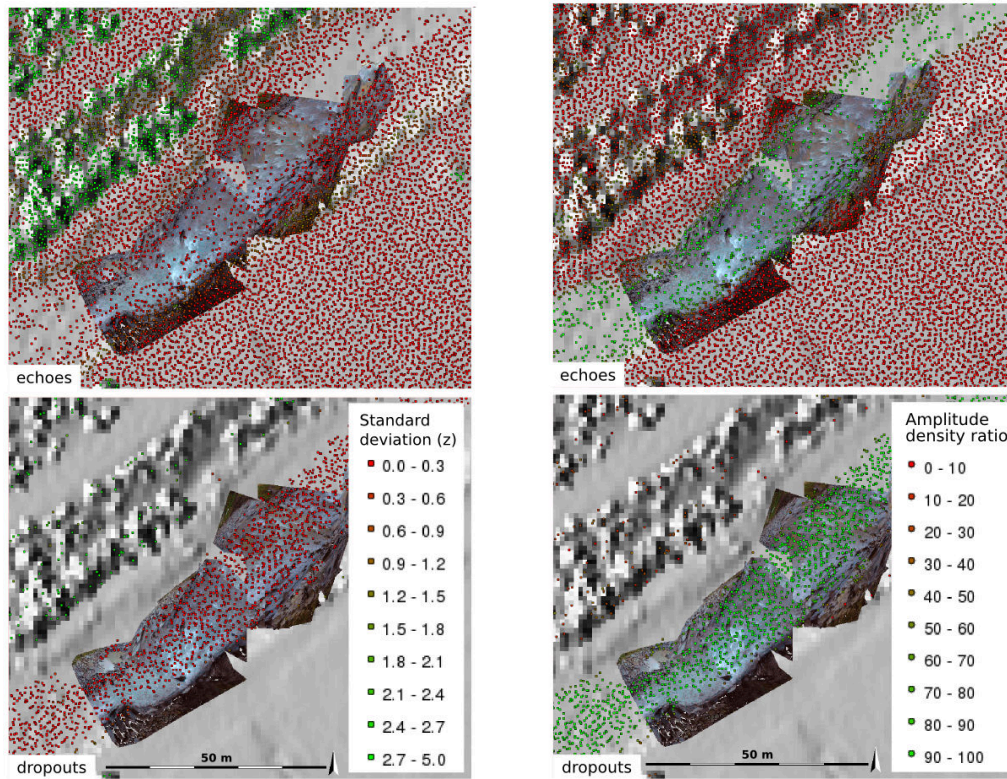 echoes
echoes
Standard
deviation (z)
0.0 - 0.3
0.3 - 0.6
0.6 - 0.9
0.9 - 1.2
1.2 - 1.5
1.5 - 1.8
1.8 - 2.1
2.1 - 2.4
2.4 - 2.7
2.7 - 5.0
50 m
dropouts
Amplitude
density ratio
0 - 10
10 - 20
20 - 30
30 - 40
40 - 50
50 - 60
60 - 70
70 - 80
80 - 90
90 - 100
50 m
dropouts